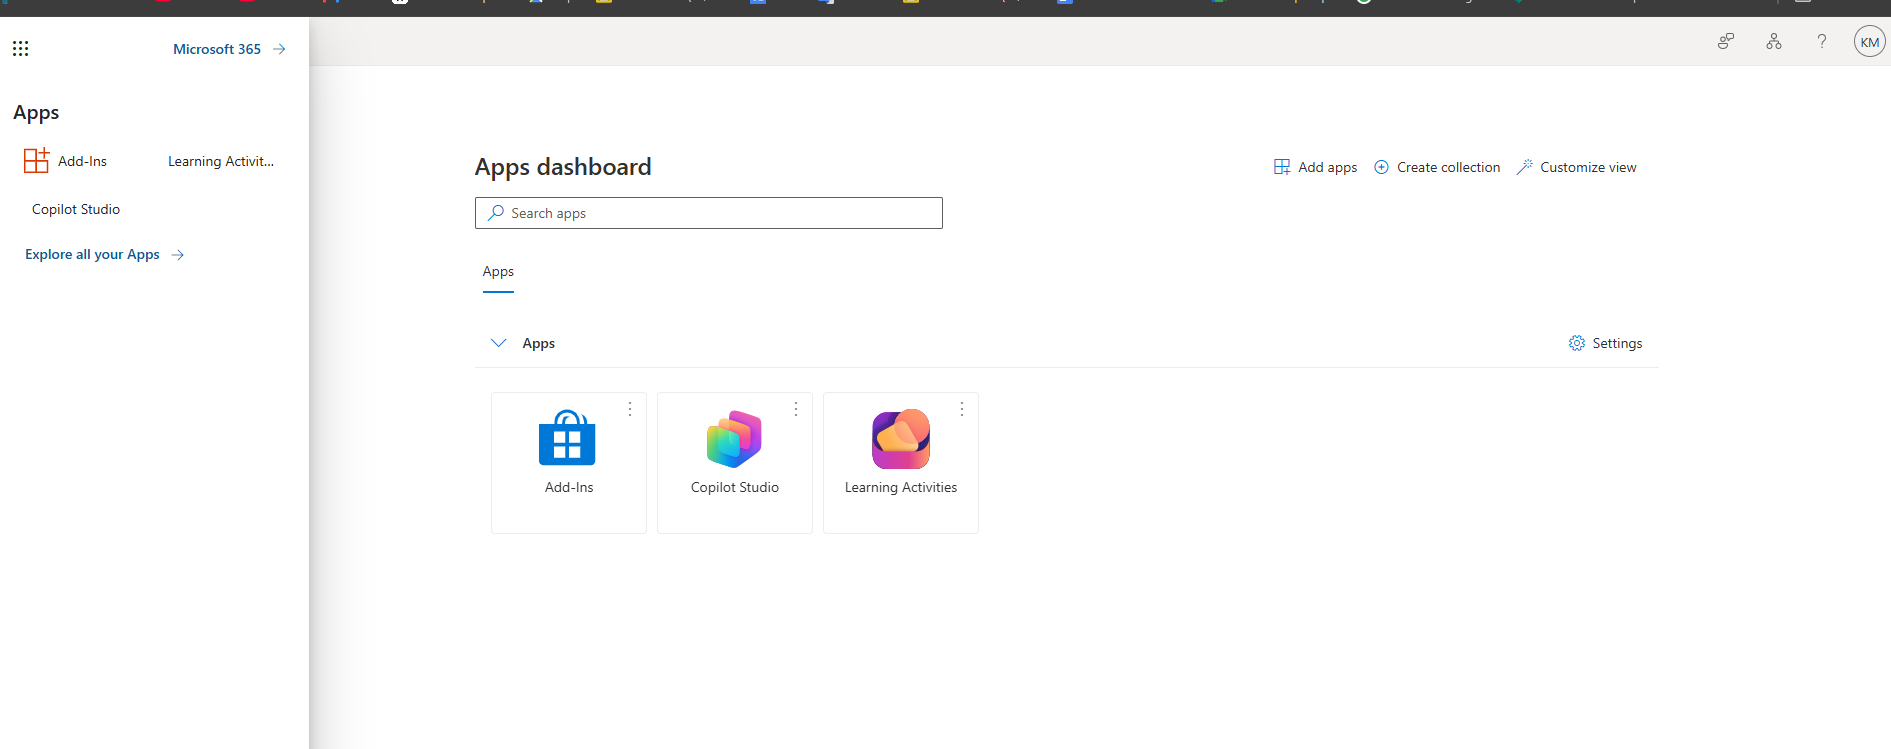 Microsoft 365
KM
Apps
Add-Ins
Learning Activit...
Copilot Studio
Explore all your Apps
Apps dashboard
Add apps
Create collection
Customize view
Search apps
Apps
Apps
Settings
Add-Ins
Copilot Studio
Learning Activities